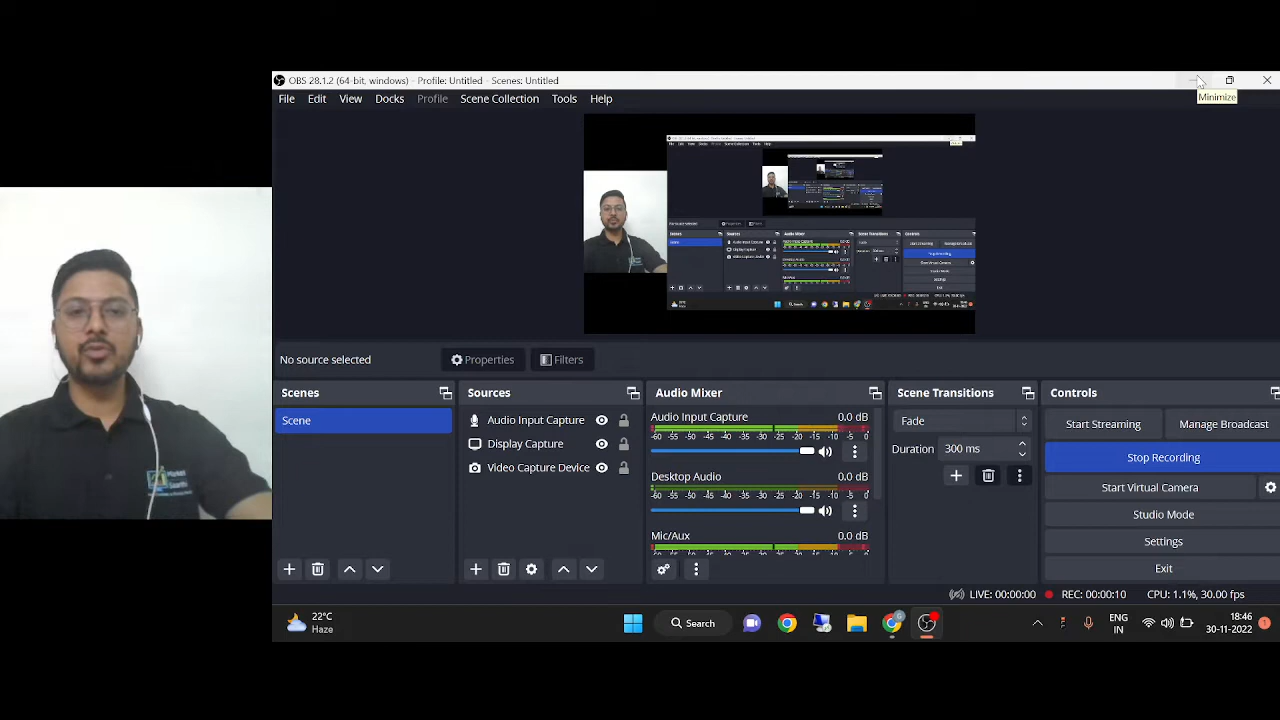 OBS 28.1.2 (64-bit, windows) - Profile: Untitled - Scenes: Untitled
Minimize
File Edit View Docks Profile Scene Collection Tools Help
No source selected Properties Filters
Scenes
Scene
Sources
Audio Input Capture
Display Capture
Video Capture Device
Audio Mixer
Audio Input Capture 0.0 dB
-60 -55 -50 -45 -40 -35 -30 -25 -20 -15 -10 -5 0
Desktop Audio 0.0 dB
-60 -55 -50 -45 -40 -35 -30 -25 -20 -15 -10 -5 0
Mic/Aux 0.0 dB
Scene Transitions
Fade
Duration 300 ms
Controls
Start Streaming Manage Broadcast
Stop Recording
Start Virtual Camera
Studio Mode
Settings
Exit
LIVE: 00:00:00 REC: 00:00:10 CPU: 1.1%, 30.00 fps
22°C
Haze
Search
ENG
IN
18:46
30-11-2022
1